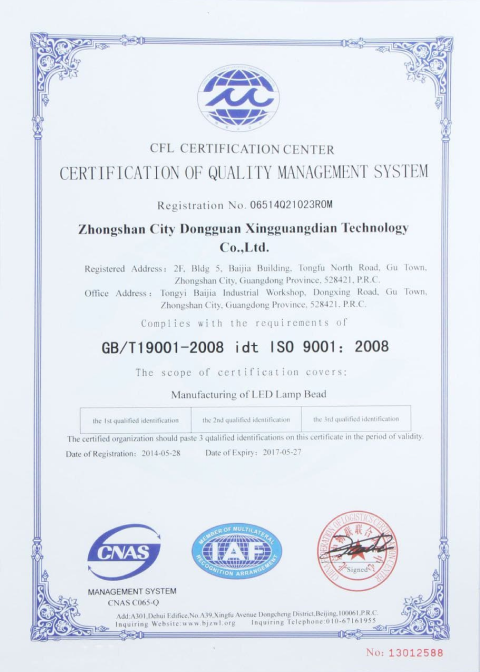 CFL CERTIFICATION CENTER
CERTIFICATION OF QUALITY MANAGEMENT SYSTEM
Registration No. 06514Q21023R0M
Zhongshan City Dongguan Xingguangdian Technology
Co.,Ltd.
Registered Address: 2F, Bldg 5, Baijia Building, Tongfu North Road, Gu Town,
Zhongshan City, Guangdong Province, 528421, P.R.C.
Office Address: Tongyi Baijia Industrial Workshop, Dongxing Road, Gu Town,
Zhongshan City, Guangdong Province, 528421, P.R.C.
Complies with the requirements of
GB/T19001-2008 idt ISO 9001: 2008
The scope of certification covers:
Manufacturing of LED Lamp Bead
the 1st qualified identification the 2nd qualified identification the 3rd qualified identification
The certified organization should paste 3 qualified identifications on this certificate in the period of validity.
Date of Registration: 2014-05-28 Date of Expiry: 2017-05-27
CNAS
MANAGEMENT SYSTEM
CNAS C065-Q
MEMBER OF MULTILATERAL
IAF
RECOGNITION ARRANGEMENT
Signed:
Add:A301,Dehui Edifice,No.A39,Xingfu Avenue Dongcheng District,Beijing,100061,P.R.C.
Inquiring Website:www.bjzwl.org Inquiring Telephone:010-67161955
No: 13012588